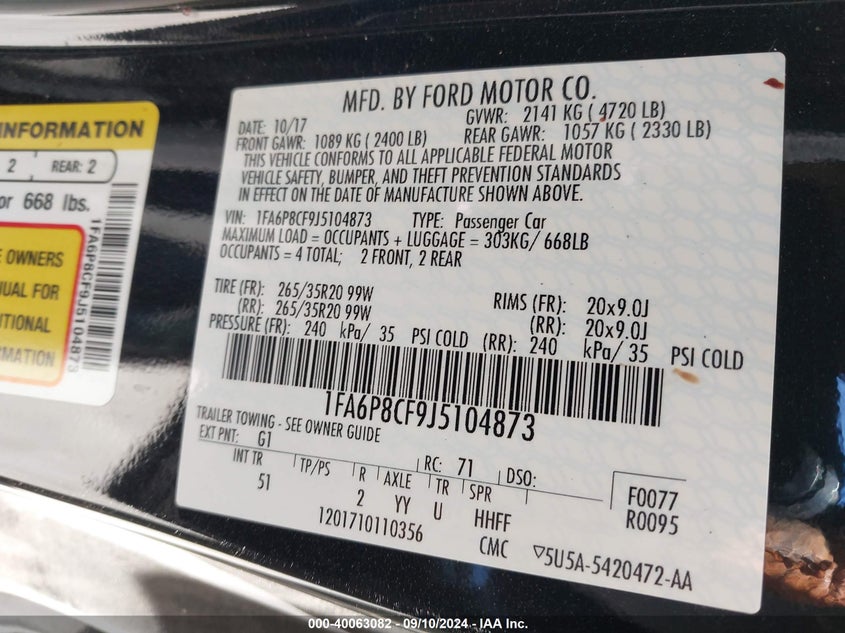 INFORMATION
2 REAR: 2
or 668 lbs.
E OWNERS
UAL FOR
ITIONAL
RMATION
1FA6P8CF9J5104873
MFD. BY FORD MOTOR CO.
DATE: 10/17 GVWR: 2141 KG ( 4720 LB)
FRONT GAWR: 1089 KG ( 2400 LB) REAR GAWR: 1057 KG ( 2330 LB)
THIS VEHICLE CONFORMS TO ALL APPLICABLE FEDERAL MOTOR
VEHICLE SAFETY, BUMPER, AND THEFT PREVENTION STANDARDS
IN EFFECT ON THE DATE OF MANUFACTURE SHOWN ABOVE.
VIN: 1FA6P8CF9J5104873 TYPE: Passenger Car
MAXIMUM LOAD = OCCUPANTS + LUGGAGE = 303KG/ 668LB
OCCUPANTS = 4 TOTAL; 2 FRONT, 2 REAR
TIRE (FR): 265/35R20 99W RIMS (FR): 20x9.0J
(RR): 265/35R20 99W (RR): 20x9.0J
PRESSURE (FR): 240 kPa/ 35 PSI COLD (RR): 240 kPa/ 35 PSI COLD
1FA6P8CF9J5104873
TRAILER TOWING - SEE OWNER GUIDE
EXT PNT: G1 RC: 71 DSO:
INT TR TP/PS R AXLE TR SPR F0077
51 2 YY U HHFF R0095
1201710110356 CMC ▽5U5A-5420472-AA
000-40063082 - 09/10/2024 - IAA Inc.